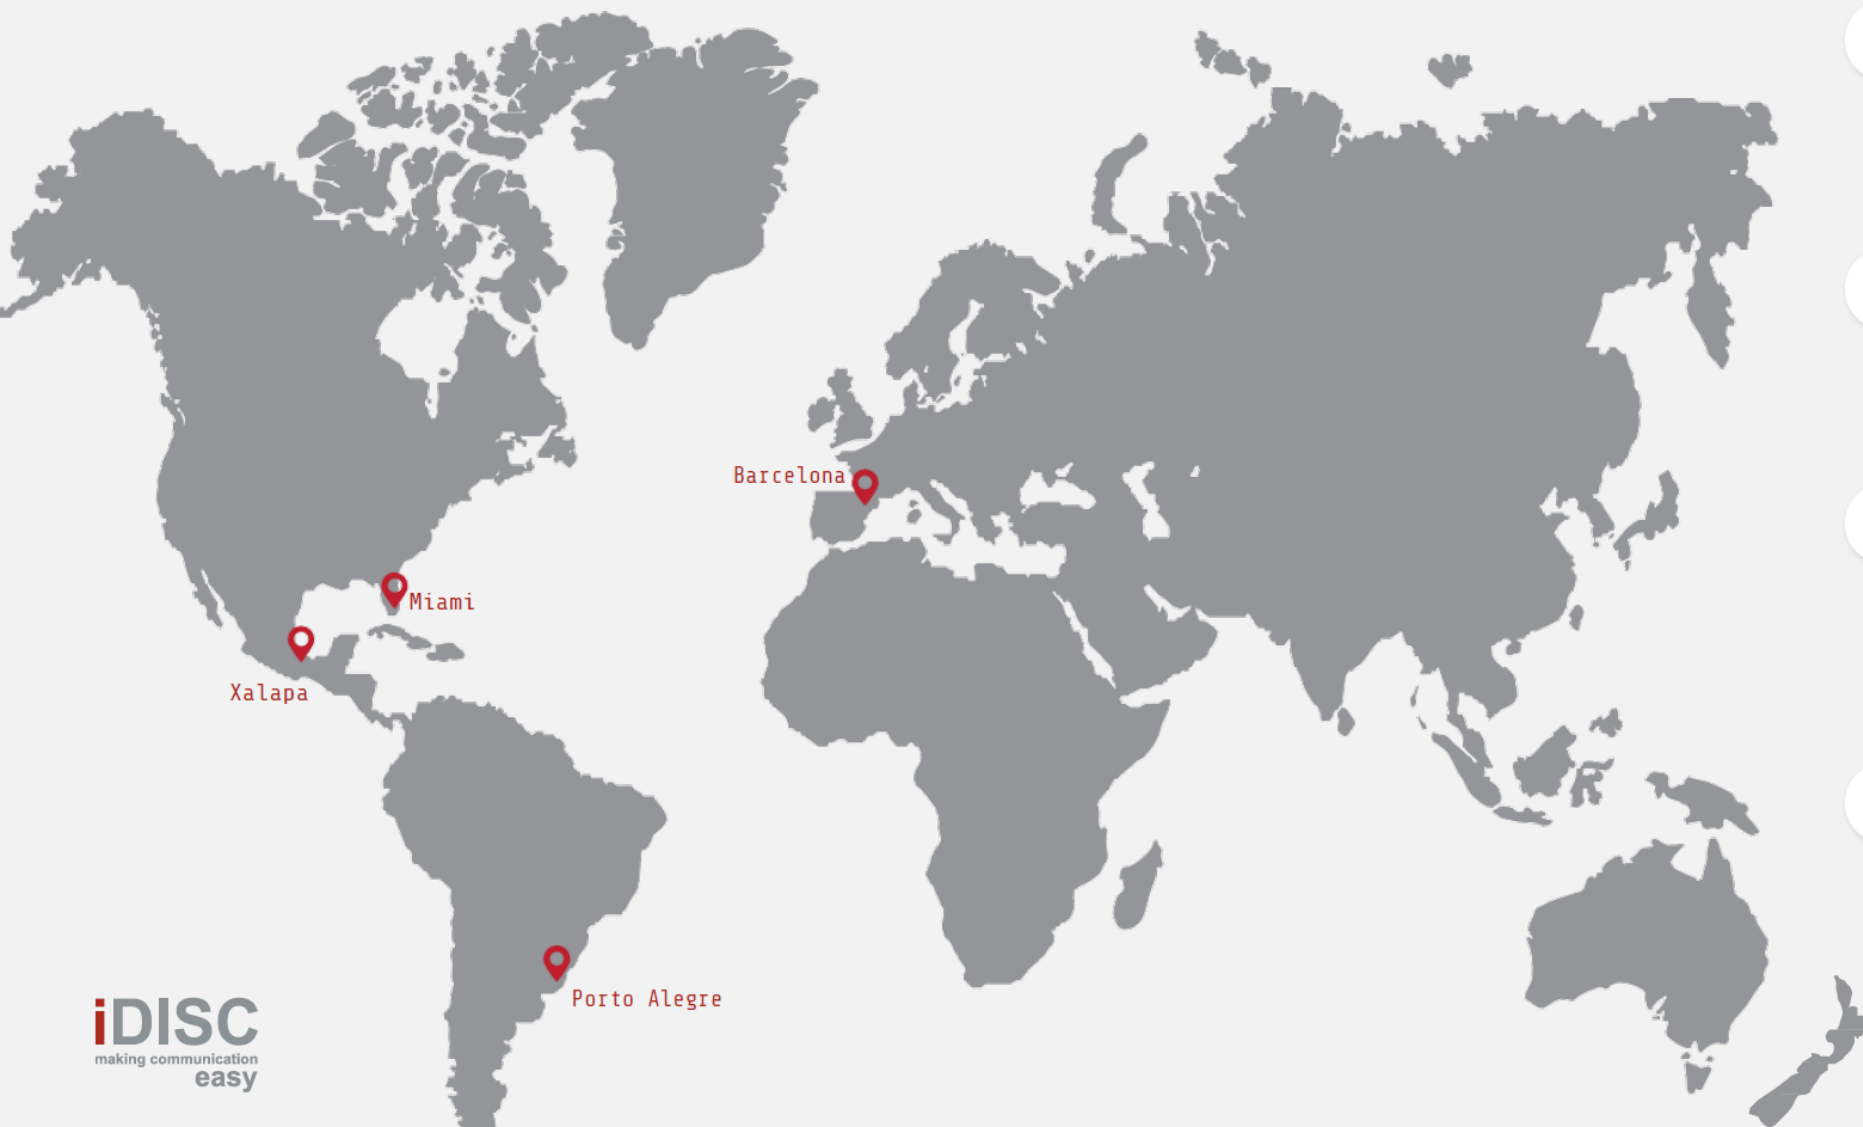 Barcelona
Miami
Xalapa
Porto Alegre
iDISC
making communication
easy